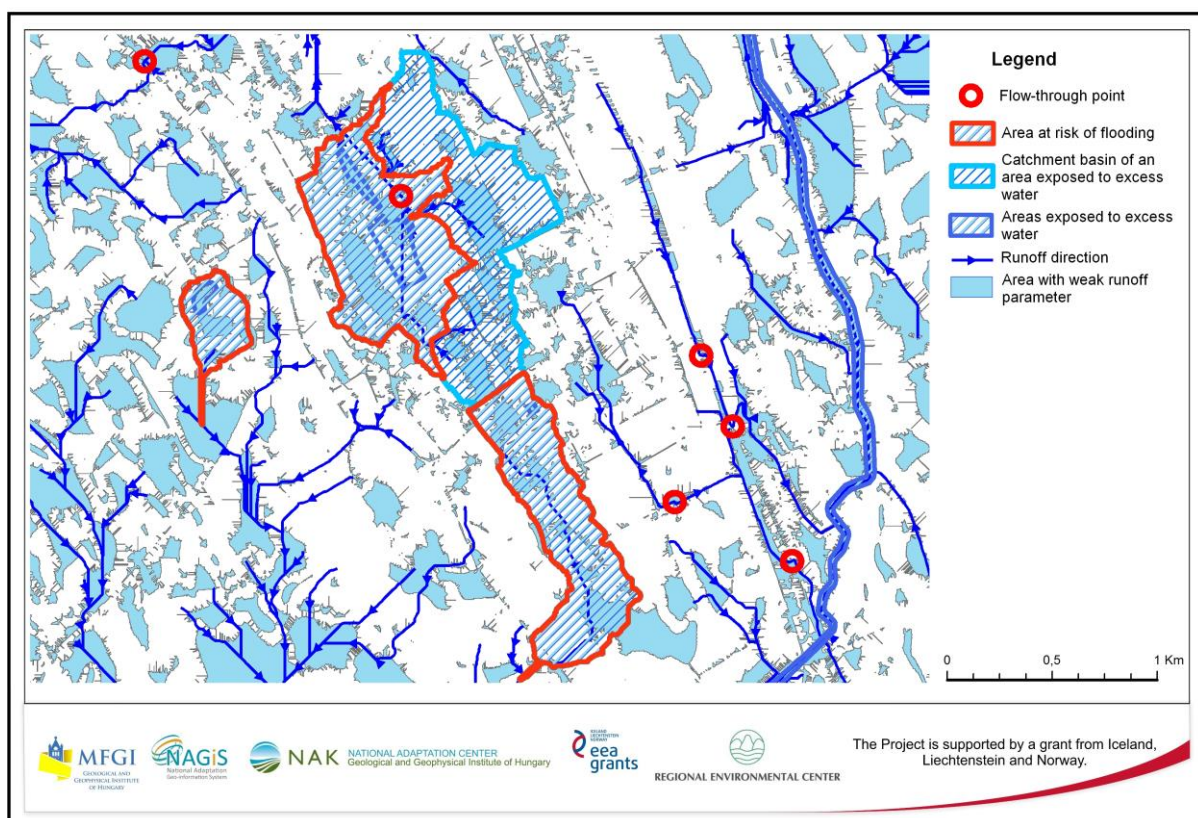 Legend
Flow-through point
Area at risk of flooding
Catchment basin of an
area exposed to excess
water
Areas exposed to excess
water
Runoff direction
Area with weak runoff
parameter
0 0,5 1 Km
MFGI
GEOLOGICAL AND
GEOPHYSICAL INSTITUTE
OF HUNGARY
NAGiS
National Adaptation
Geo-information System
NAK
NATIONAL ADAPTATION CENTER
Geological and Geophysical Institute of Hungary
ICELAND
LIECHTENSTEIN
NORWAY
eea
grants
REGIONAL ENVIRONMENTAL CENTER
The Project is supported by a grant from Iceland,
Liechtenstein and Norway.